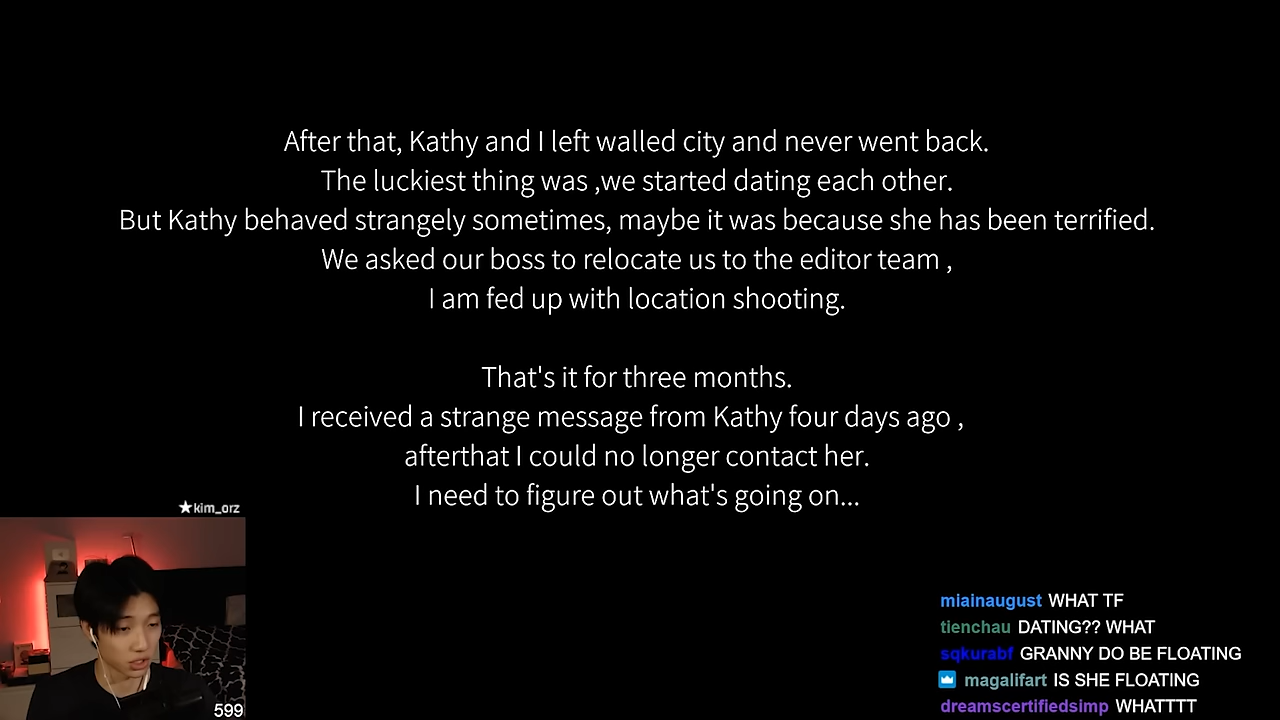 After that, Kathy and I left walled city and never went back.
The luckiest thing was ,we started dating each other.
But Kathy behaved strangely sometimes, maybe it was because she has been terrified.
We asked our boss to relocate us to the editor team ,
I am fed up with location shooting.
That's it for three months.
I received a strange message from Kathy four days ago ,
afterthat I could no longer contact her.
I need to figure out what's going on...
★kim_orz
599
miainaugust WHAT TF
tienchau DATING?? WHAT
sqkurabf GRANNY DO BE FLOATING
magalifart IS SHE FLOATING
dreamscertifiedsimp WHATTTT